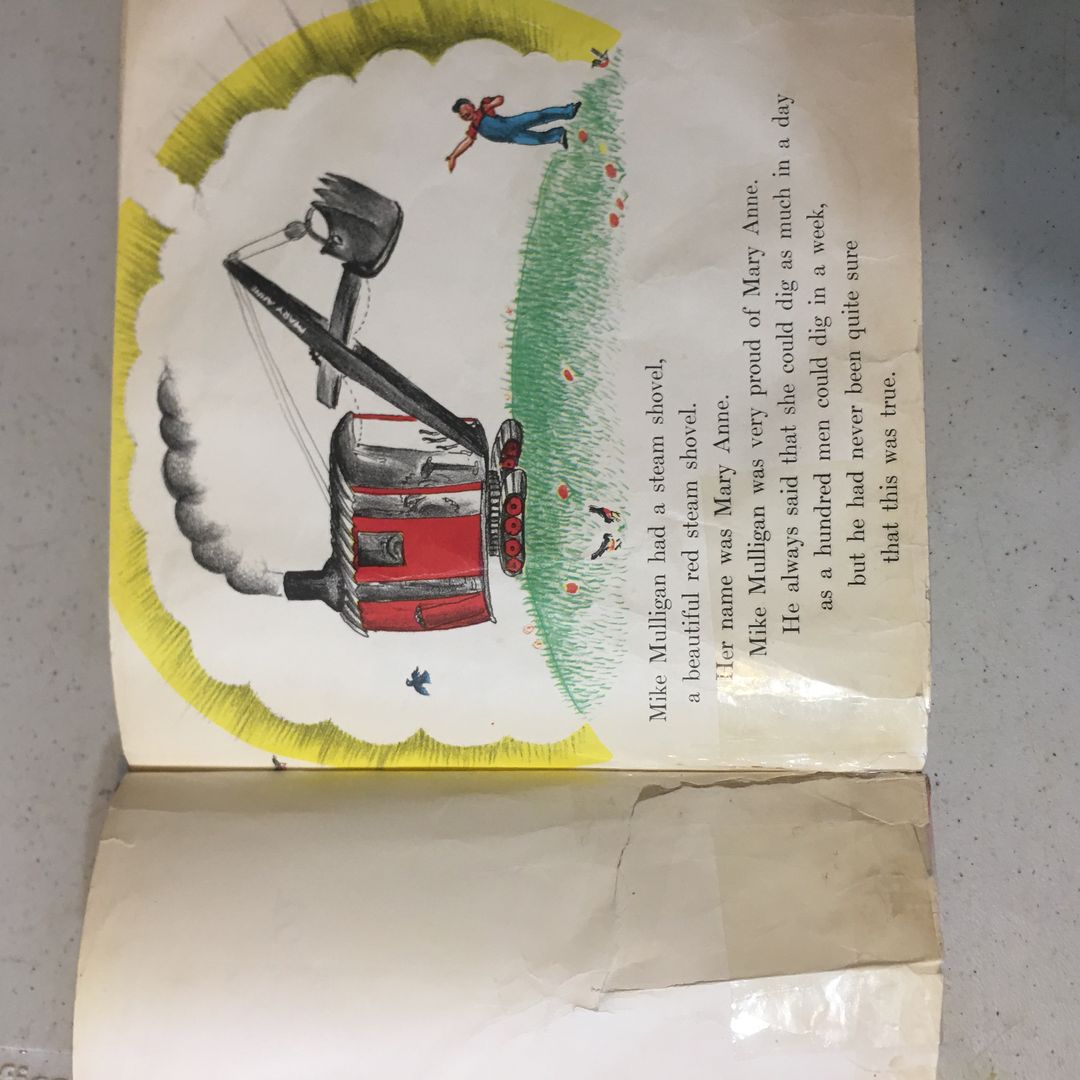 MARY ANNE
Mike Mulligan had a steam shovel,
a beautiful red steam shovel.
Her name was Mary Anne.
Mike Mulligan was very proud of Mary Anne.
He always said that she could dig as much in a day
as a hundred men could dig in a week,
but he had never been quite sure
that this was true.